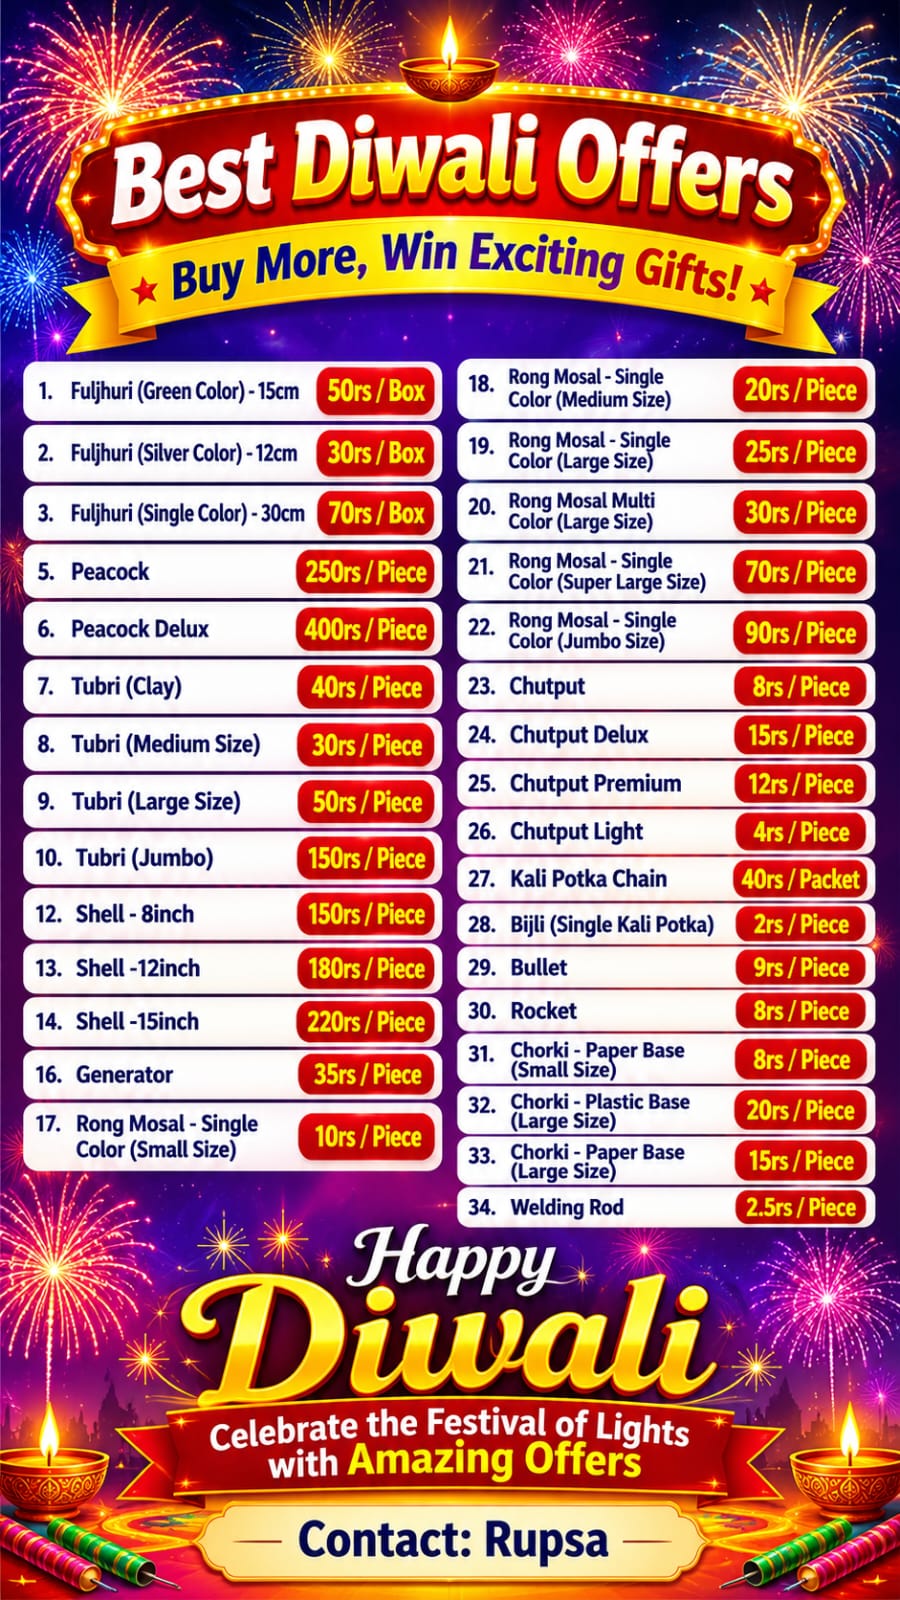 Best Diwali Offers
Buy More, Win Exciting Gifts!
1. Fuljhuri (Green Color) - 15cm 50rs / Box
2. Fuljhuri (Silver Color) - 12cm 30rs / Box
3. Fuljhuri (Single Color) - 30cm 70rs / Box
5. Peacock 250rs / Piece
6. Peacock Delux 400rs / Piece
7. Tubri (Clay) 40rs / Piece
8. Tubri (Medium Size) 30rs / Piece
9. Tubri (Large Size) 50rs / Piece
10. Tubri (Jumbo) 150rs / Piece
12. Shell - 8inch 150rs / Piece
13. Shell -12inch 180rs / Piece
14. Shell -15inch 220rs / Piece
16. Generator 35rs / Piece
17. Rong Mosal - Single
Color (Small Size) 10rs / Piece
18. Rong Mosal - Single
Color (Medium Size) 20rs / Piece
19. Rong Mosal - Single
Color (Large Size) 25rs / Piece
20. Rong Mosal Multi
Color (Large Size) 30rs / Piece
21. Rong Mosal - Single
Color (Super Large Size) 70rs / Piece
22. Rong Mosal - Single
Color (Jumbo Size) 90rs / Piece
23. Chutput 8rs / Piece
24. Chutput Delux 15rs / Piece
25. Chutput Premium 12rs / Piece
26. Chutput Light 4rs / Piece
27. Kali Potka Chain 40rs / Packet
28. Bijli (Single Kali Potka) 2rs / Piece
29. Bullet 9rs / Piece
30. Rocket 8rs / Piece
31. Chorki - Paper Base
(Small Size) 8rs / Piece
32. Chorki - Plastic Base
(Large Size) 20rs / Piece
33. Chorki - Paper Base
(Large Size) 15rs / Piece
34. Welding Rod 2.5rs / Piece
Happy
Diwali
Celebrate the Festival of Lights
with Amazing Offers
Contact: Rupsa